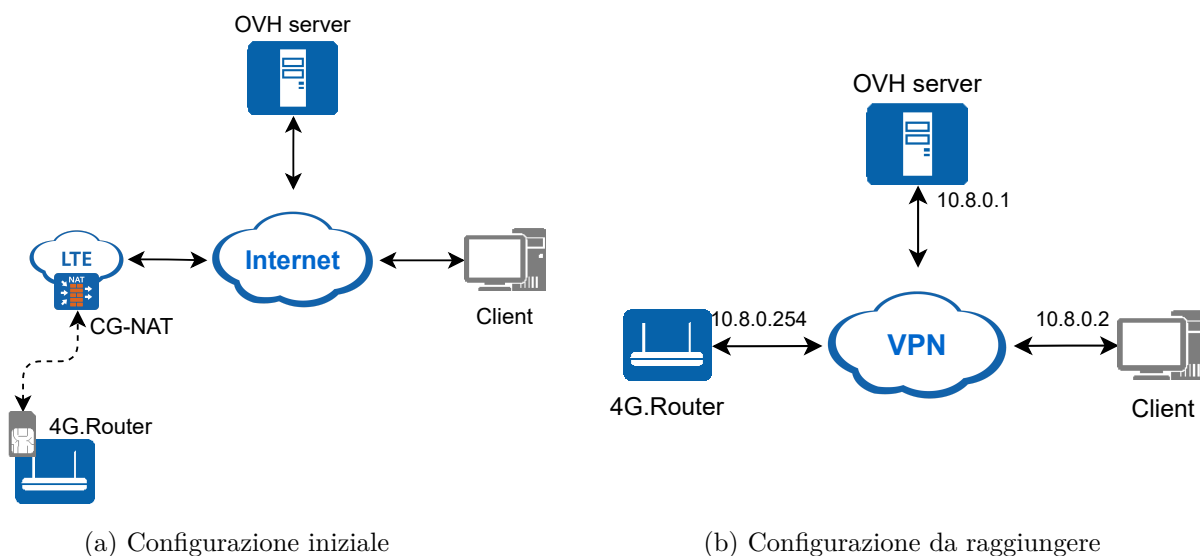 OVH server
Internet
LTE
NAT
CG-NAT
Client
4G.Router
(a) Configurazione iniziale
OVH server
10.8.0.1
10.8.0.254
10.8.0.2
VPN
4G.Router
Client
(b) Configurazione da raggiungere